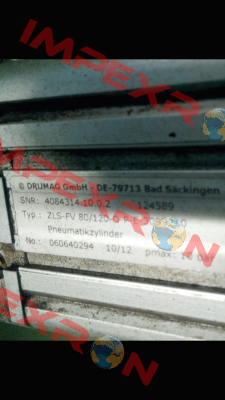 IMPEXRON
© DRUMAG GmbH - DE-79713 Bad Säckingen
SNR: 4084314.10.0.2 124589
Typ.: ZLS-FV 80/120-
Pneumatikzylinder
No.: 060640294 10/12 pmax: bar
IMPEXRON